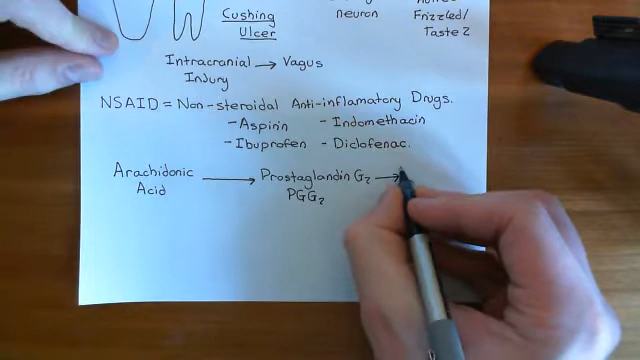 Cushing
Ulcer
neuron
Frizzled/
Taste 2
Intracranial → Vagus
Injury
NSAID = Non-steroidal Anti-inflamatory Drugs.
- Aspirin - Indomethacin
- Ibuprofen - Diclofenac.
Arachidonic → Prostaglandin G₂ →
Acid PGG₂